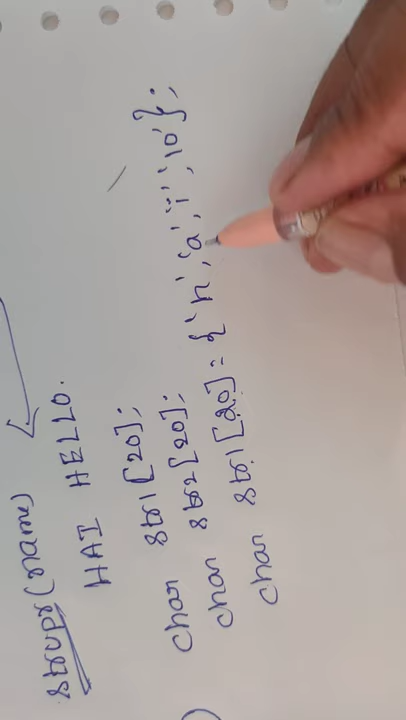 strupr(name)
HAI HELLO.
char str1[20];
char str2[20];
char str1[20] = {'h','a','i','\0'};